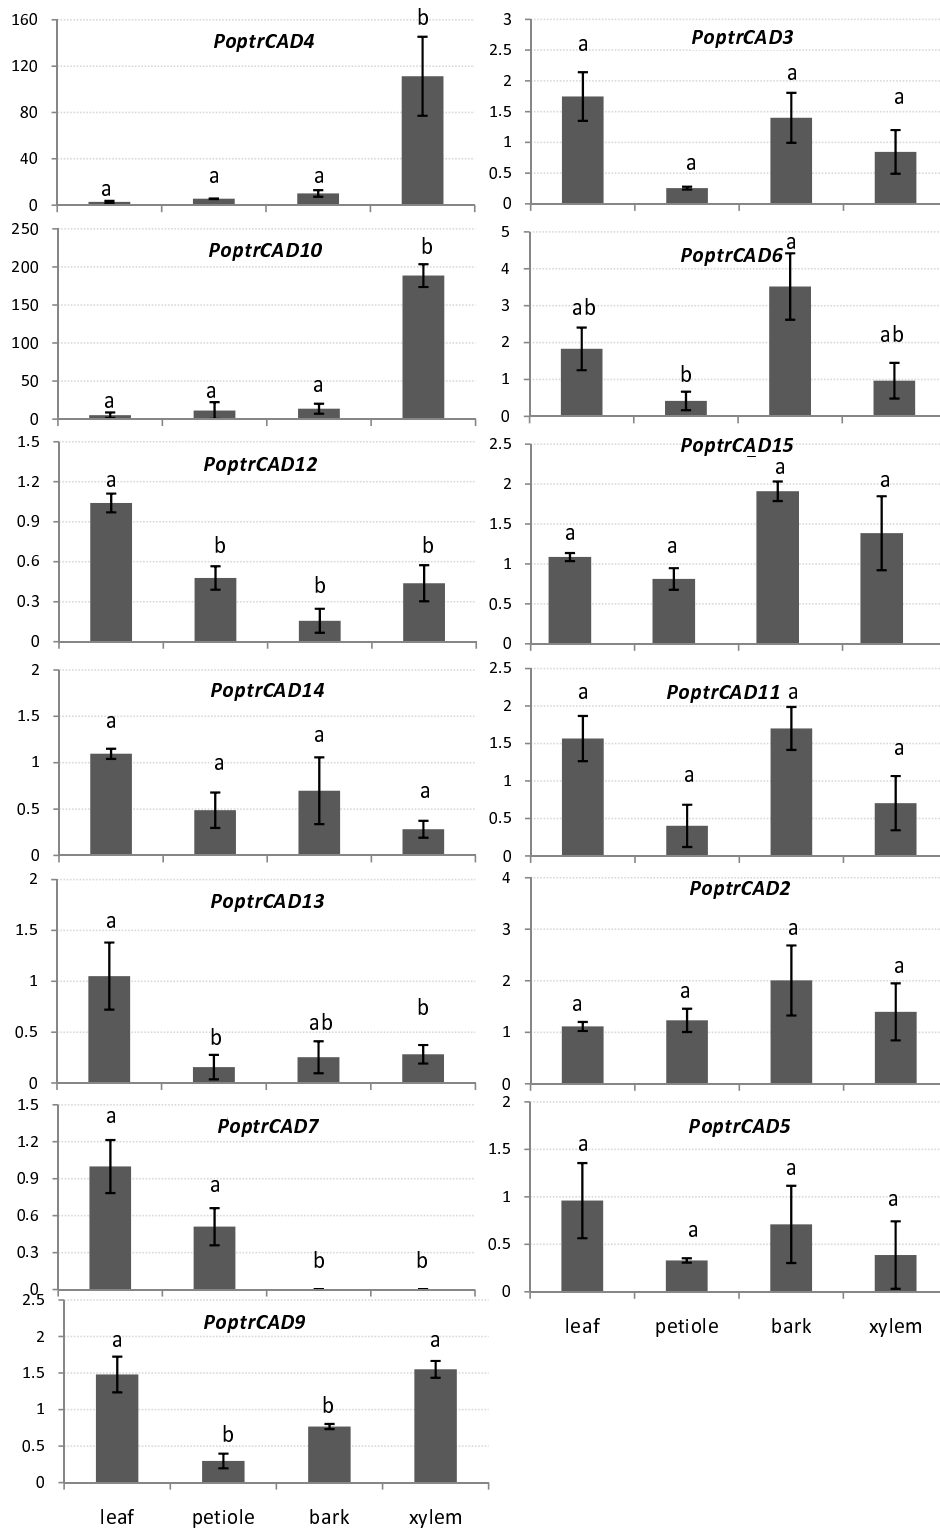 PoptrCAD4
160
120
80
40
0
a
a
a
b
PoptrCAD3
3
2.5
2
1.5
1
0.5
0
a
a
a
a
PoptrCAD10
250
200
150
100
50
0
a
a
a
b
PoptrCAD6
5
4
3
2
1
0
ab
b
a
ab
PoptrCAD12
1.5
1.2
0.9
0.6
0.3
0
a
b
b
b
PoptrCAD15
2.5
2
1.5
1
0.5
0
a
a
a
a
PoptrCAD14
2
1.5
1
0.5
0
a
a
a
a
PoptrCAD11
2.5
2
1.5
1
0.5
0
a
a
a
a
PoptrCAD13
2
1.5
1
0.5
0
a
b
ab
b
PoptrCAD2
4
3
2
1
0
a
a
a
a
PoptrCAD7
1.5
1.2
0.9
0.6
0.3
0
a
a
b
b
PoptrCAD5
2
1.5
1
0.5
0
a
a
a
a
leaf petiole bark xylem
PoptrCAD9
2.5
2
1.5
1
0.5
0
a
b
b
a
leaf petiole bark xylem